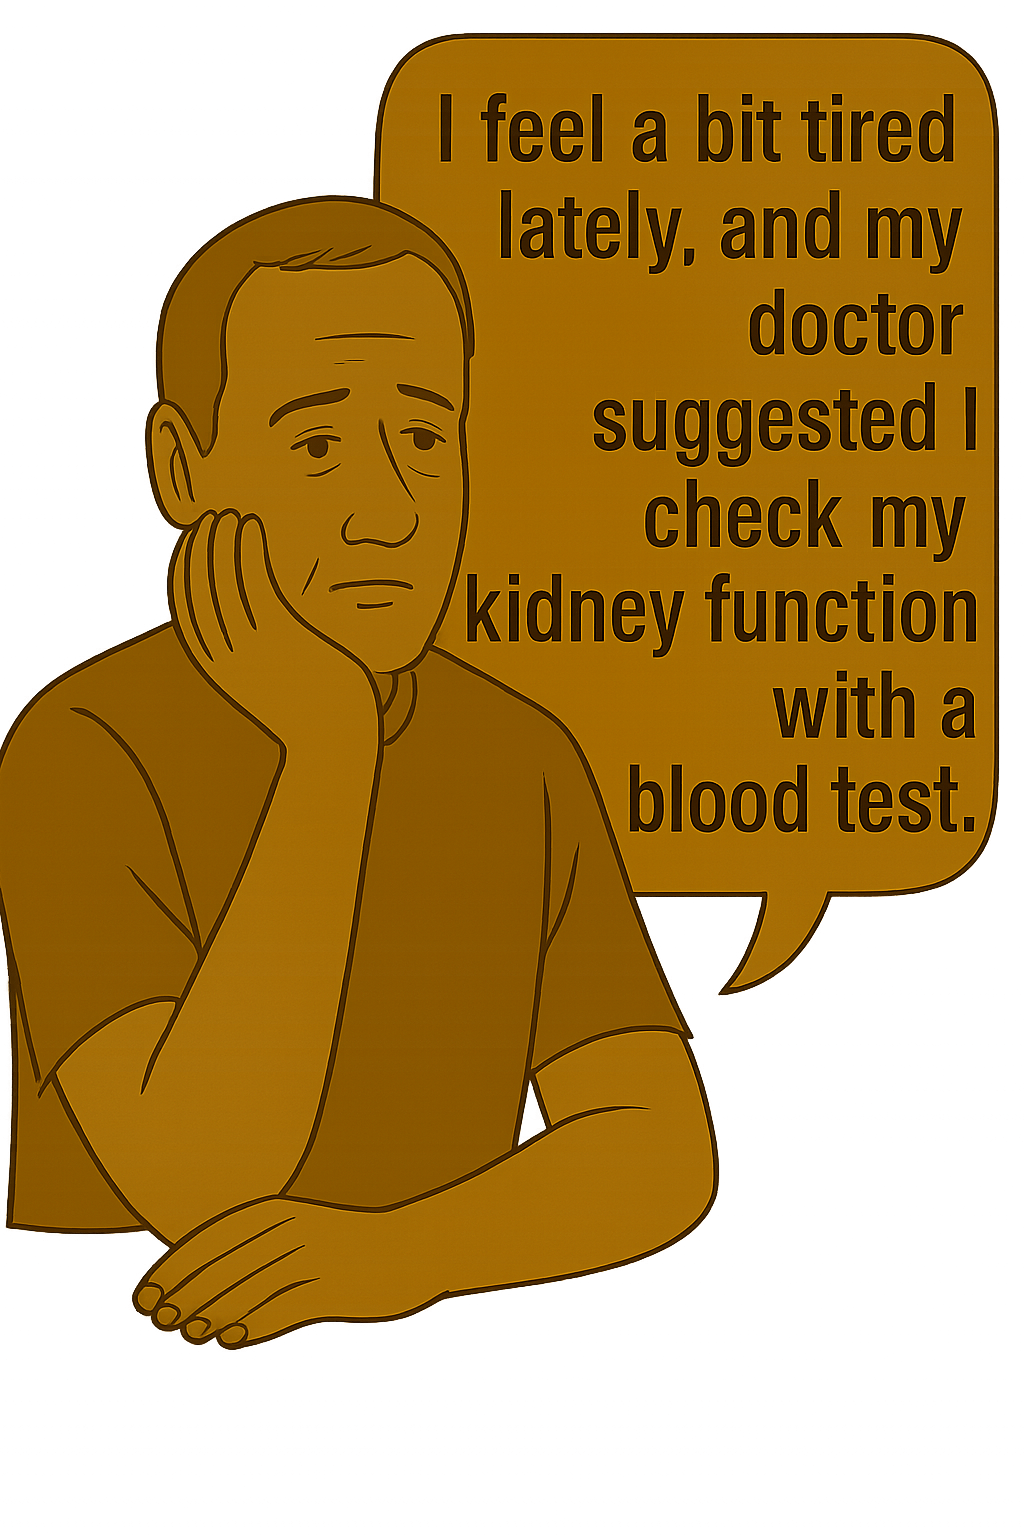 I feel a bit tired
lately, and my
doctor
suggested I
check my
kidney function
with a
blood test.